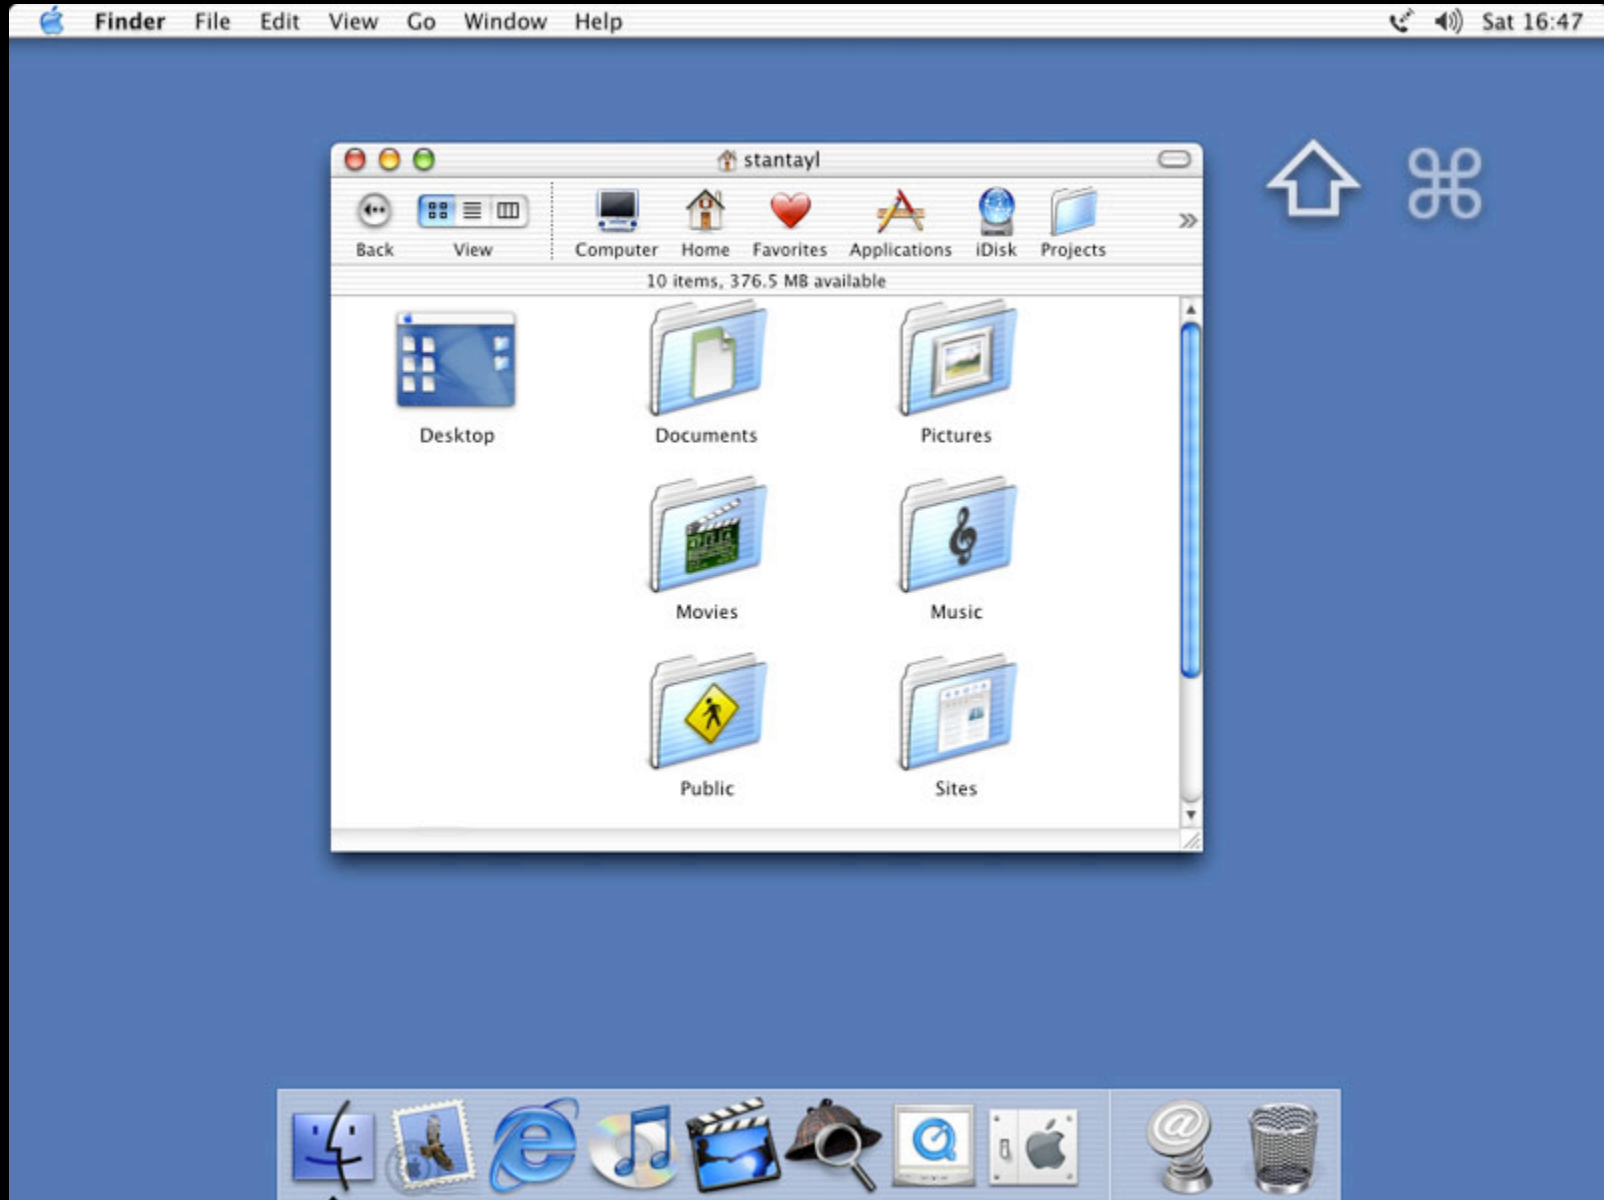 Finder File Edit View Go Window Help Sat 16:47
stantayl
Back View Computer Home Favorites Applications iDisk Projects
10 items, 376.5 MB available
Desktop Documents Pictures
Movies Music
Public Sites